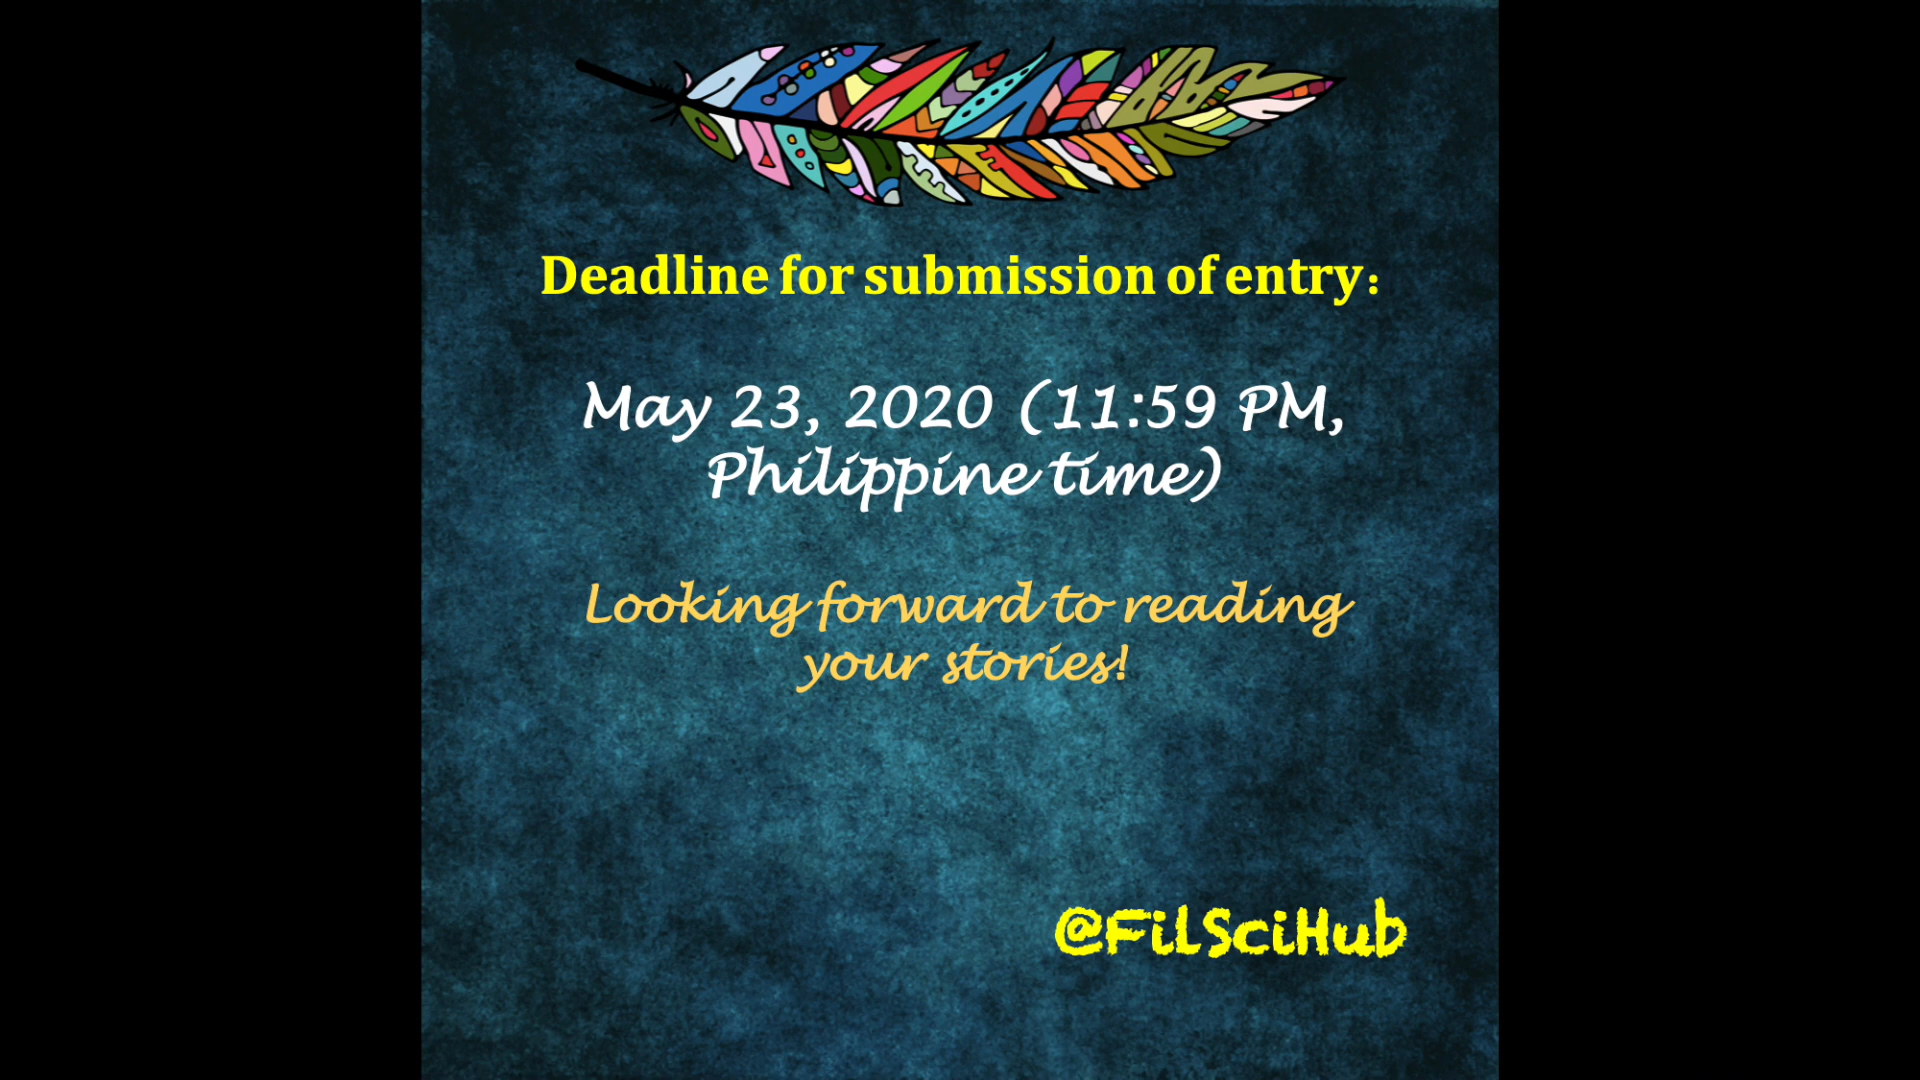 Deadline for submission of entry:
May 23, 2020 (11:59 PM,
Philippine time)
Looking forward to reading
your stories!
@FilSciHub